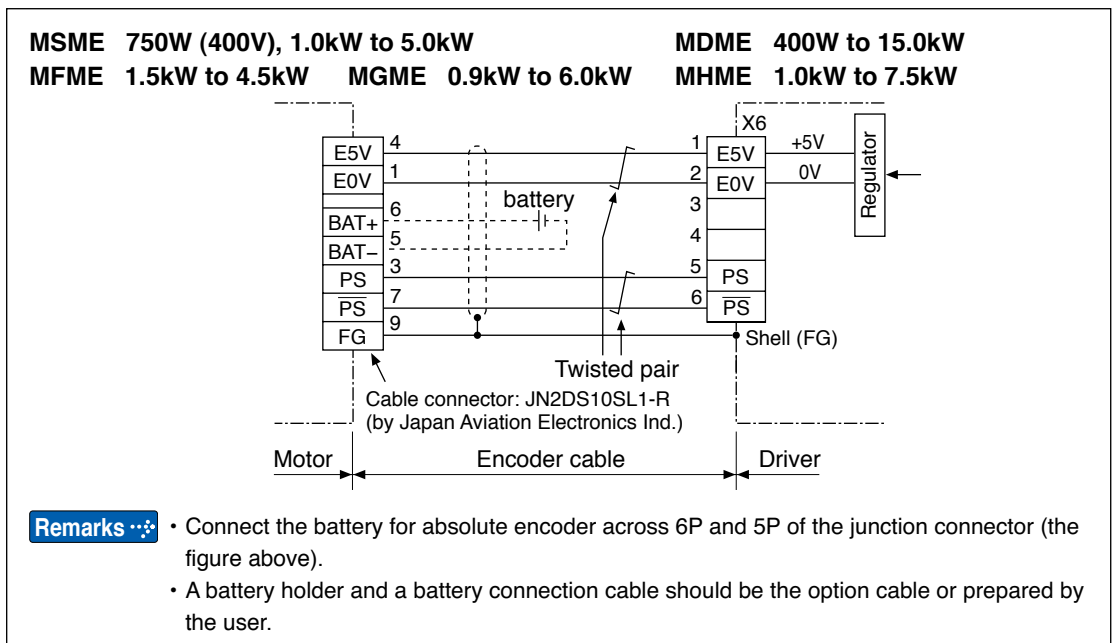 MSME 750W (400V), 1.0kW to 5.0kW MDME 400W to 15.0kW
MFME 1.5kW to 4.5kW MGME 0.9kW to 6.0kW MHME 1.0kW to 7.5kW
X6
E5V 4 1 E5V +5V
E0V 1 2 E0V 0V
Regulator
battery
3
BAT+ 6
4
BAT– 5
PS 3 5 PS
P̅S̅ 7 6 P̅S̅
FG 9 Shell (FG)
Twisted pair
Cable connector: JN2DS10SL1-R
(by Japan Aviation Electronics Ind.)
Motor Encoder cable Driver
Remarks
・Connect the battery for absolute encoder across 6P and 5P of the junction connector (the
figure above).
・A battery holder and a battery connection cable should be the option cable or prepared by
the user.